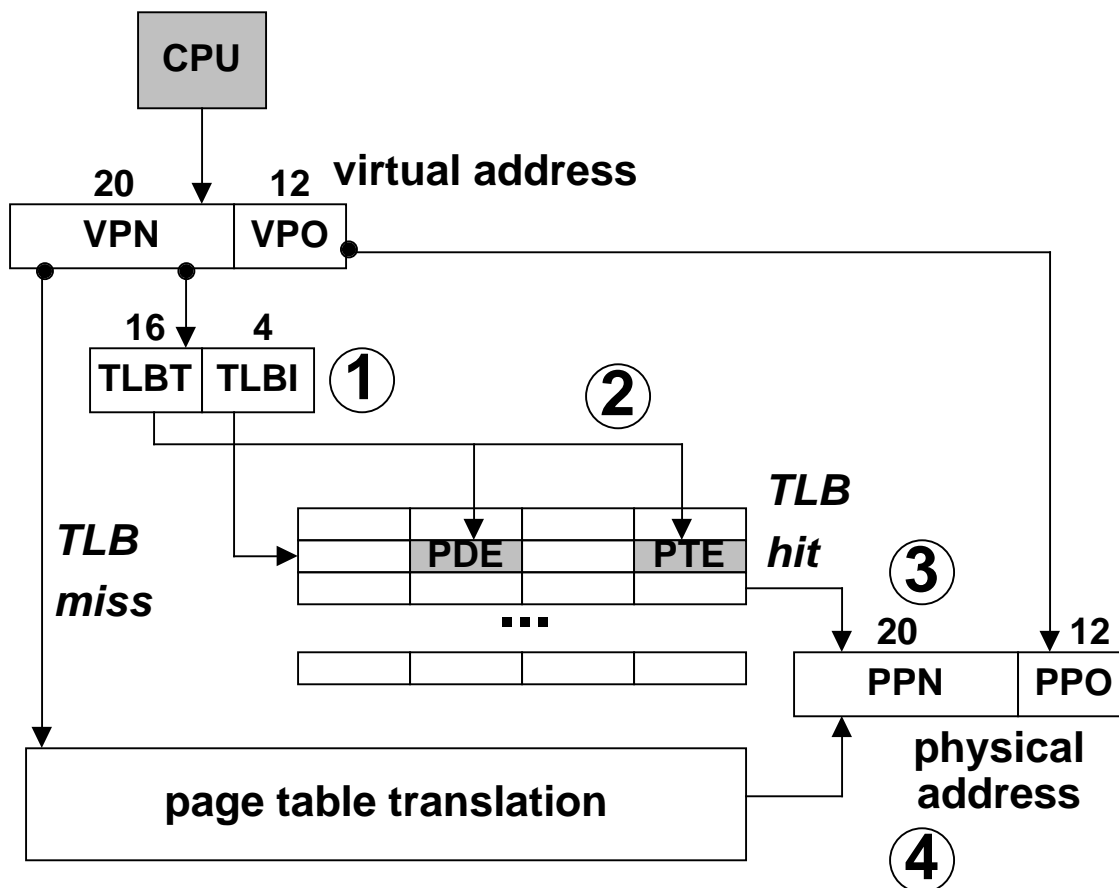 CPU
virtual address
20 12
VPN VPO
16 4
TLBT TLBI
1
2
TLB
miss
PDE PTE
TLB
hit
...
3
20 12
PPN PPO
physical
address
page table translation
4